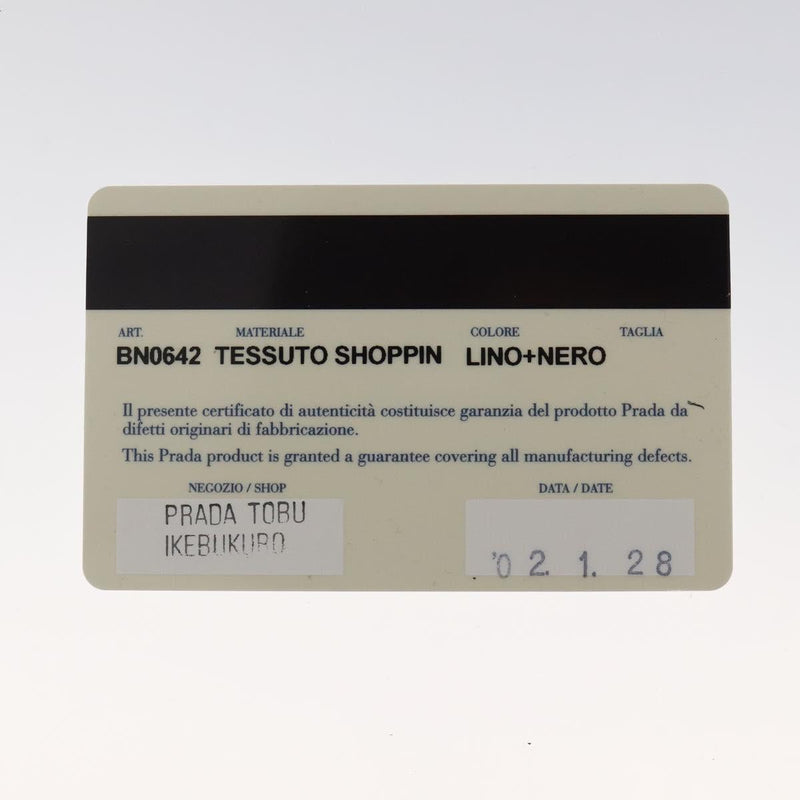 ART. MATERIALE COLORE TAGLIA
BN0642 TESSUTO SHOPPIN LINO+NERO
Il presente certificato di autenticità costituisce garanzia del prodotto Prada da
difetti originari di fabbricazione.
This Prada product is granted a guarantee covering all manufacturing defects.
NEGOZIO / SHOP DATA / DATE
PRADA TOBU
IKEBUKURO
'02. 1. 28